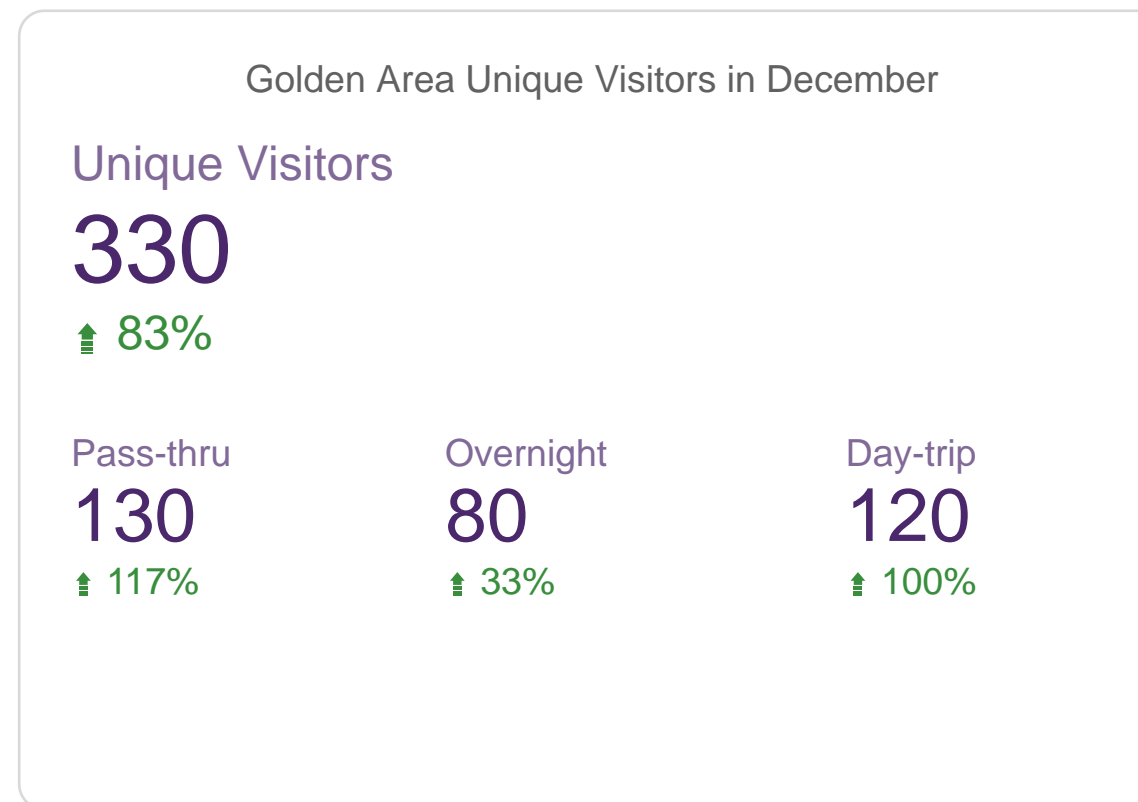 Golden Area Unique Visitors in December
Unique Visitors
330
83%
Pass-thru Overnight Day-trip
130 80 120
117% 33% 100%